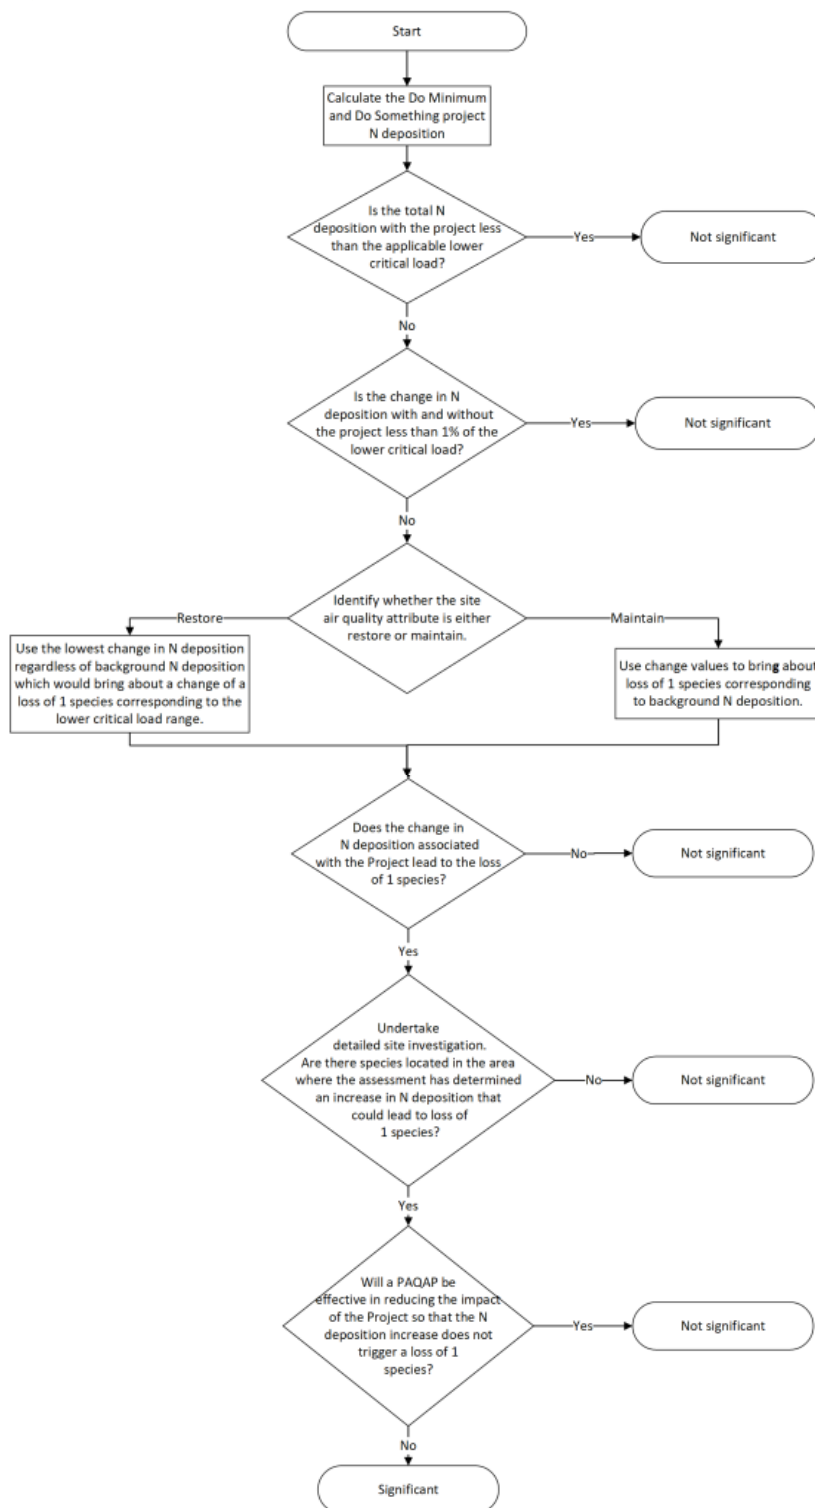 Start
Calculate the Do Minimum
and Do Something project
N deposition
Is the total N
deposition with the project less
than the applicable lower
critical load?
Yes
Not significant
No
Is the change in N
deposition with and without
the project less than 1% of the
lower critical load?
Yes
Not significant
No
Identify whether the site
air quality attribute is either
restore or maintain.
Restore
Maintain
Use the lowest change in N deposition
regardless of background N deposition
which would bring about a change of a
loss of 1 species corresponding to the
lower critical load range.
Use change values to bring about
loss of 1 species corresponding
to background N deposition.
Does the change in
N deposition associated
with the Project lead to the loss
of 1 species?
No
Not significant
Yes
Undertake
detailed site investigation.
Are there species located in the area
where the assessment has determined
an increase in N deposition that
could lead to loss of
1 species?
No
Not significant
Yes
Will a PAQAP be
effective in reducing the impact
of the Project so that the N
deposition increase does not
trigger a loss of 1
species?
Yes
Not significant
No
Significant